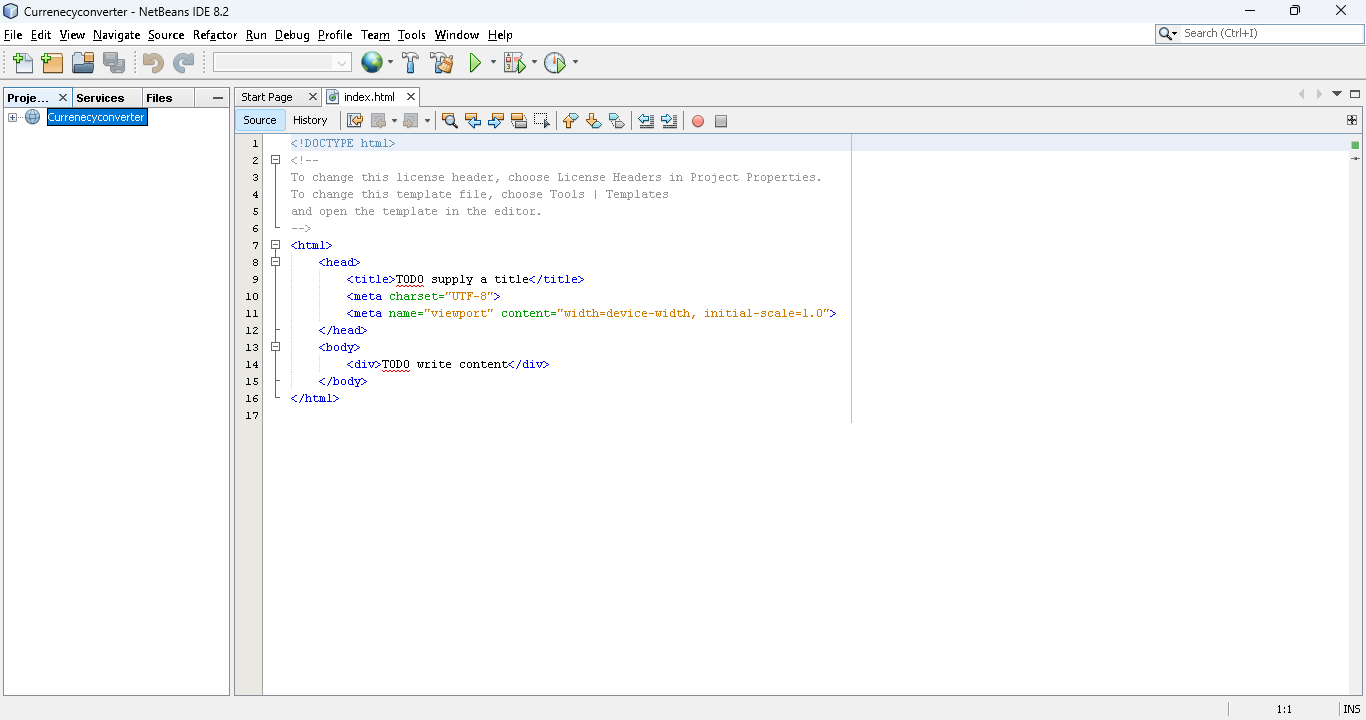 Currenecyconverter - NetBeans IDE 8.2
File Edit View Navigate Source Refactor Run Debug Profile Team Tools Window Help
Search (Ctrl+I)
Proje... Services Files
Start Page index.html
Currenecyconverter
Source History
1 <!DOCTYPE html>
2 <!--
3 To change this license header, choose License Headers in Project Properties.
4 To change this template file, choose Tools | Templates
5 and open the template in the editor.
6 -->
7 <html>
8 <head>
9 <title>TODO supply a title</title>
10 <meta charset="UTF-8">
11 <meta name="viewport" content="width=device-width, initial-scale=1.0">
12 </head>
13 <body>
14 <div>TODO write content</div>
15 </body>
16 </html>
17
1:1 INS